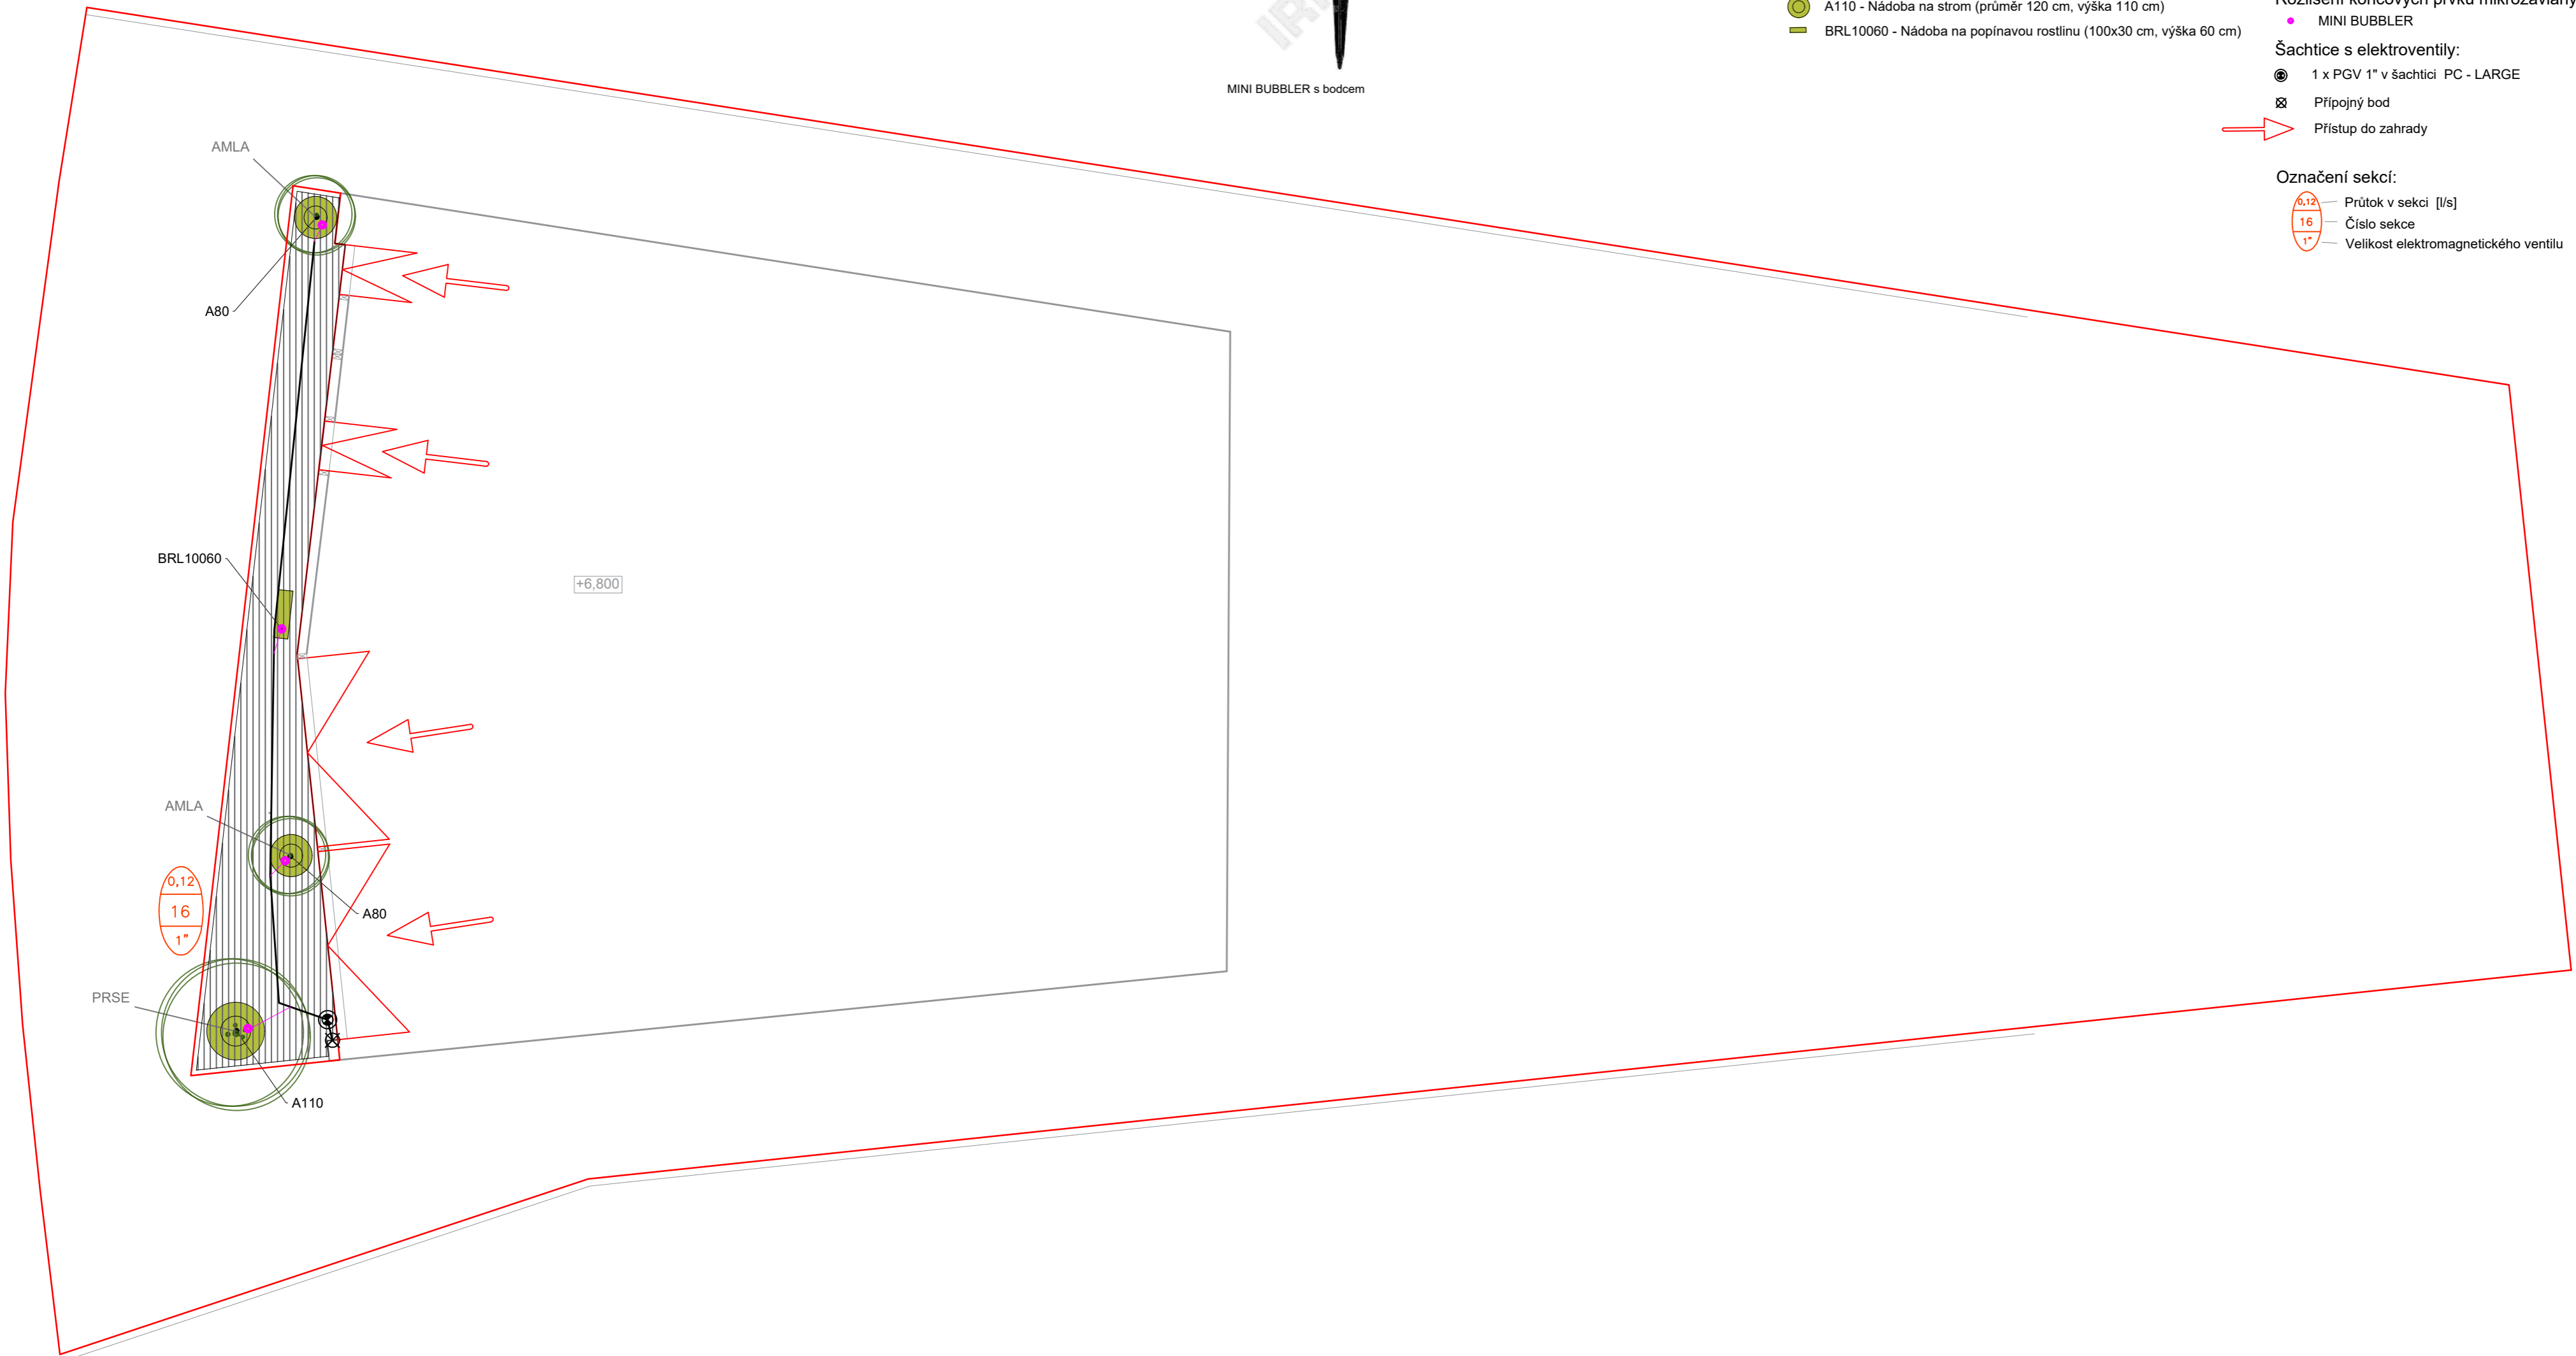 A110 - Nádoba na strom (průměr 120 cm, výška 110 cm)
BRL10060 - Nádoba na popínavou rostlinu (100x30 cm, výška 60 cm)
MINI BUBBLER s bodcem
MINI BUBBLER
Šachtice s elektroventily:
1 x PGV 1" v šachtici PC - LARGE
Přípojný bod
Přístup do zahrady
Označení sekcí:
0,12 Průtok v sekci [l/s]
16 Číslo sekce
1" Velikost elektromagnetického ventilu
AMLA
A80
BRL10060
+6,800
AMLA
0,12
16
1"
A80
PRSE
A110